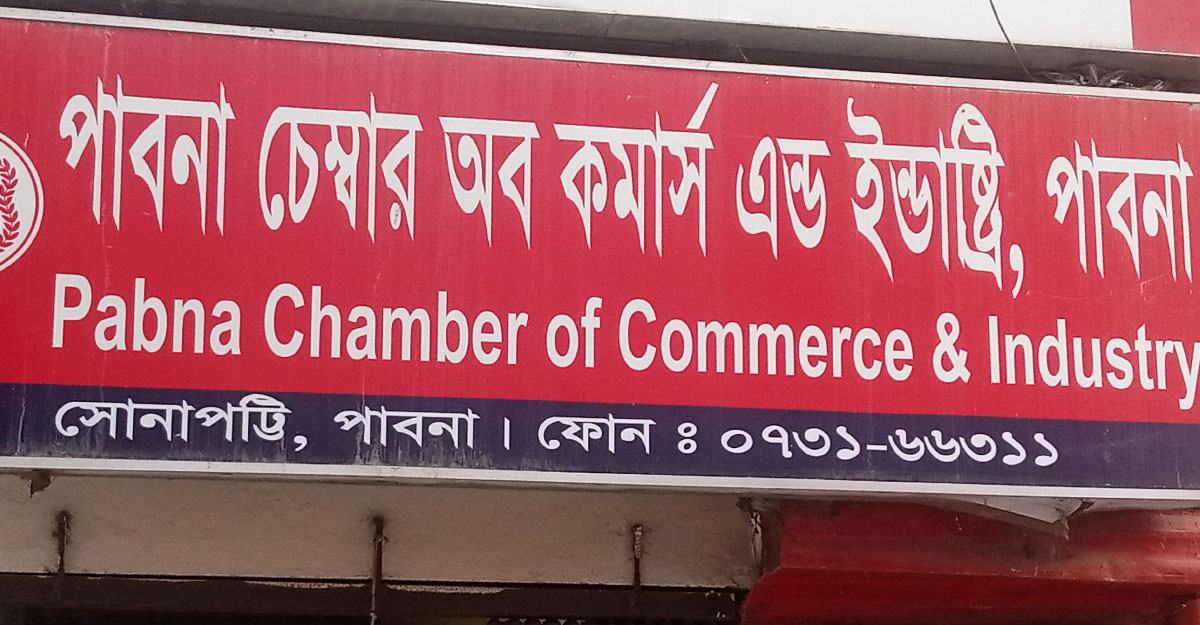 পাবনা চেম্বার অব কমার্স এন্ড ইন্ডাষ্ট্রি, পাবনা
Pabna Chamber of Commerce & Industry
সোনাপট্টি, পাবনা । ফোন ঃ ০৭৩১-৬৬৩১১